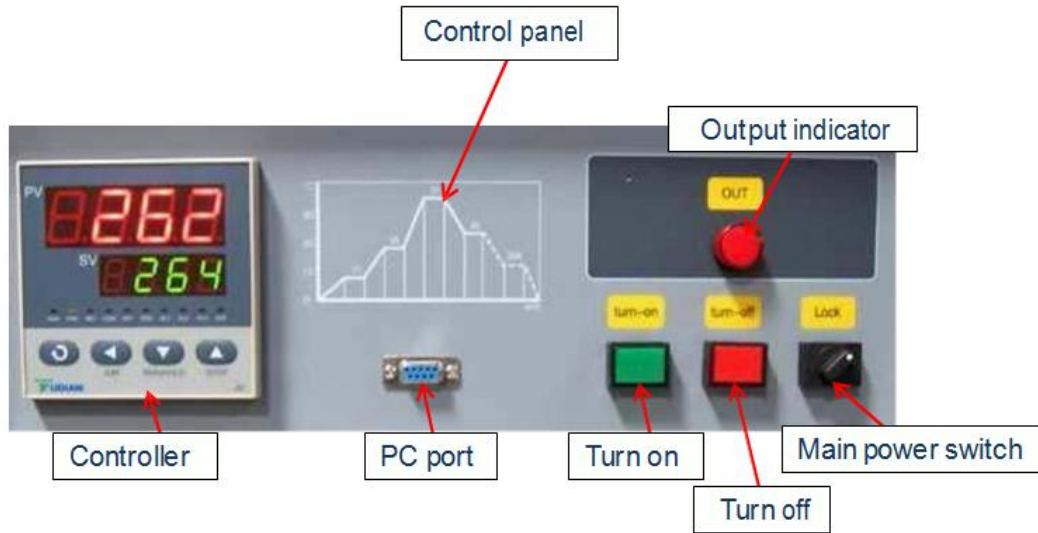 Control panel
Output indicator
PV
262
SV
264
OUT
turn-on
turn-off
Lock
YUDIAN
Controller
PC port
Turn on
Main power switch
Turn off